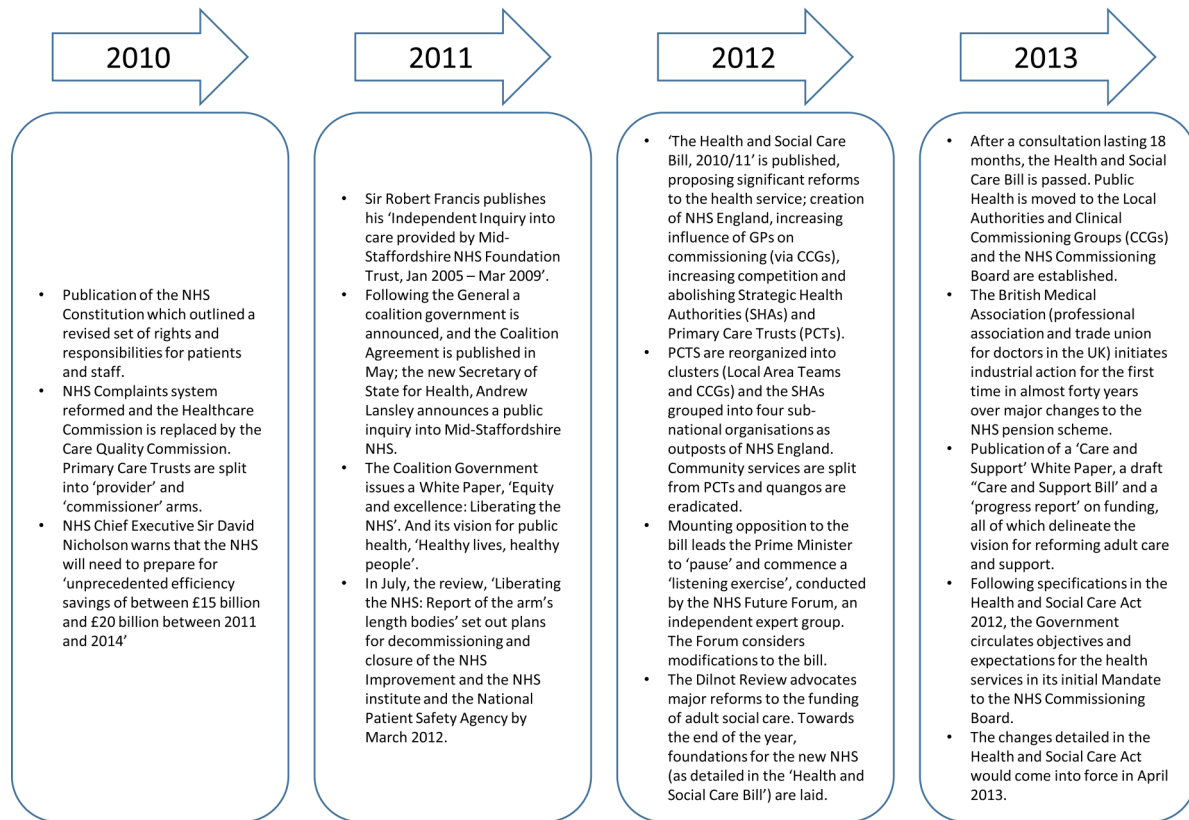 2010
2011
2012
2013
• Publication of the NHS
Constitution which outlined a
revised set of rights and
responsibilities for patients
and staff.
• NHS Complaints system
reformed and the Healthcare
Commission is replaced by the
Care Quality Commission.
Primary Care Trusts are split
into ‘provider’ and
‘commissioner’ arms.
• NHS Chief Executive Sir David
Nicholson warns that the NHS
will need to prepare for
‘unprecedented efficiency
savings of between £15 billion
and £20 billion between 2011
and 2014’
• Sir Robert Francis publishes
his ‘Independent Inquiry into
care provided by Mid-
Staffordshire NHS Foundation
Trust, Jan 2005 – Mar 2009’.
• Following the General a
coalition government is
announced, and the Coalition
Agreement is published in
May; the new Secretary of
State for Health, Andrew
Lansley announces a public
inquiry into Mid-Staffordshire
NHS.
• The Coalition Government
issues a White Paper, ‘Equity
and excellence: Liberating the
NHS’. And its vision for public
health, ‘Healthy lives, healthy
people’.
• In July, the review, ‘Liberating
the NHS: Report of the arm’s
length bodies’ set out plans
for decommissioning and
closure of the NHS
Improvement and the NHS
institute and the National
Patient Safety Agency by
March 2012.
• ‘The Health and Social Care
Bill, 2010/11’ is published,
proposing significant reforms
to the health service; creation
of NHS England, increasing
influence of GPs on
commissioning (via CCGs),
increasing competition and
abolishing Strategic Health
Authorities (SHAs) and
Primary Care Trusts (PCTs).
• PCTS are reorganized into
clusters (Local Area Teams
and CCGs) and the SHAs
grouped into four sub-
national organisations as
outposts of NHS England.
Community services are split
from PCTs and quangos are
eradicated.
• Mounting opposition to the
bill leads the Prime Minister
to ‘pause’ and commence a
‘listening exercise’, conducted
by the NHS Future Forum, an
independent expert group.
The Forum considers
modifications to the bill.
• The Dilnot Review advocates
major reforms to the funding
of adult social care. Towards
the end of the year,
foundations for the new NHS
(as detailed in the ‘Health and
Social Care Bill’) are laid.
• After a consultation lasting 18
months, the Health and Social
Care Bill is passed. Public
Health is moved to the Local
Authorities and Clinical
Commissioning Groups (CCGs)
and the NHS Commissioning
Board are established.
• The British Medical
Association (professional
association and trade union
for doctors in the UK) initiates
industrial action for the first
time in almost forty years
over major changes to the
NHS pension scheme.
• Publication of a ‘Care and
Support’ White Paper, a draft
“Care and Support Bill’ and a
‘progress report’ on funding,
all of which delineate the
vision for reforming adult care
and support.
• Following specifications in the
Health and Social Care Act
2012, the Government
circulates objectives and
expectations for the health
services in its initial Mandate
to the NHS Commissioning
Board.
• The changes detailed in the
Health and Social Care Act
would come into force in April
2013.